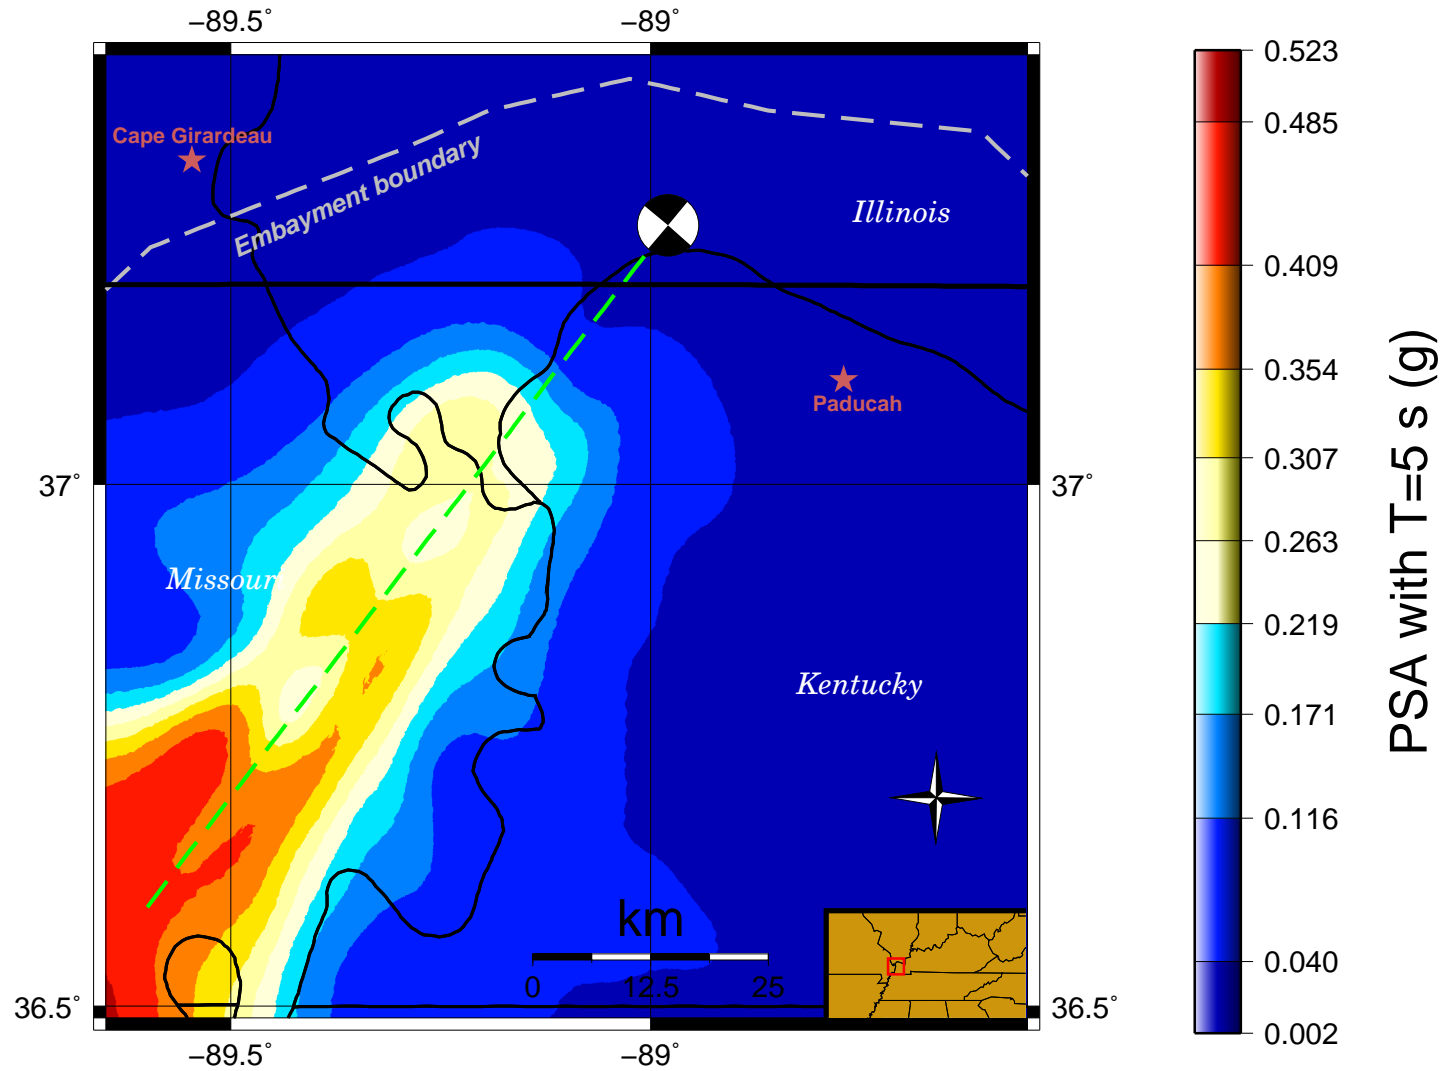 −89.5°
−89°
0.523
Cape Girardeau
0.485
Embayment boundary
Illinois
0.409
0.354
Paducah
0.307
37°
37°
0.263
Missouri
0.219
PSA with T=5 s (g)
Kentucky
0.171
0.116
km
0.040
0
12.5
25
36.5°
36.5°
0.002
−89.5°
−89°